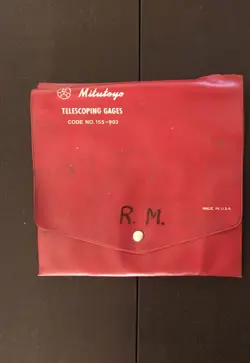 Mitutoyo
TELESCOPING GAGES
CODE NO. 155-903
R. M.
MADE IN U.S.A.